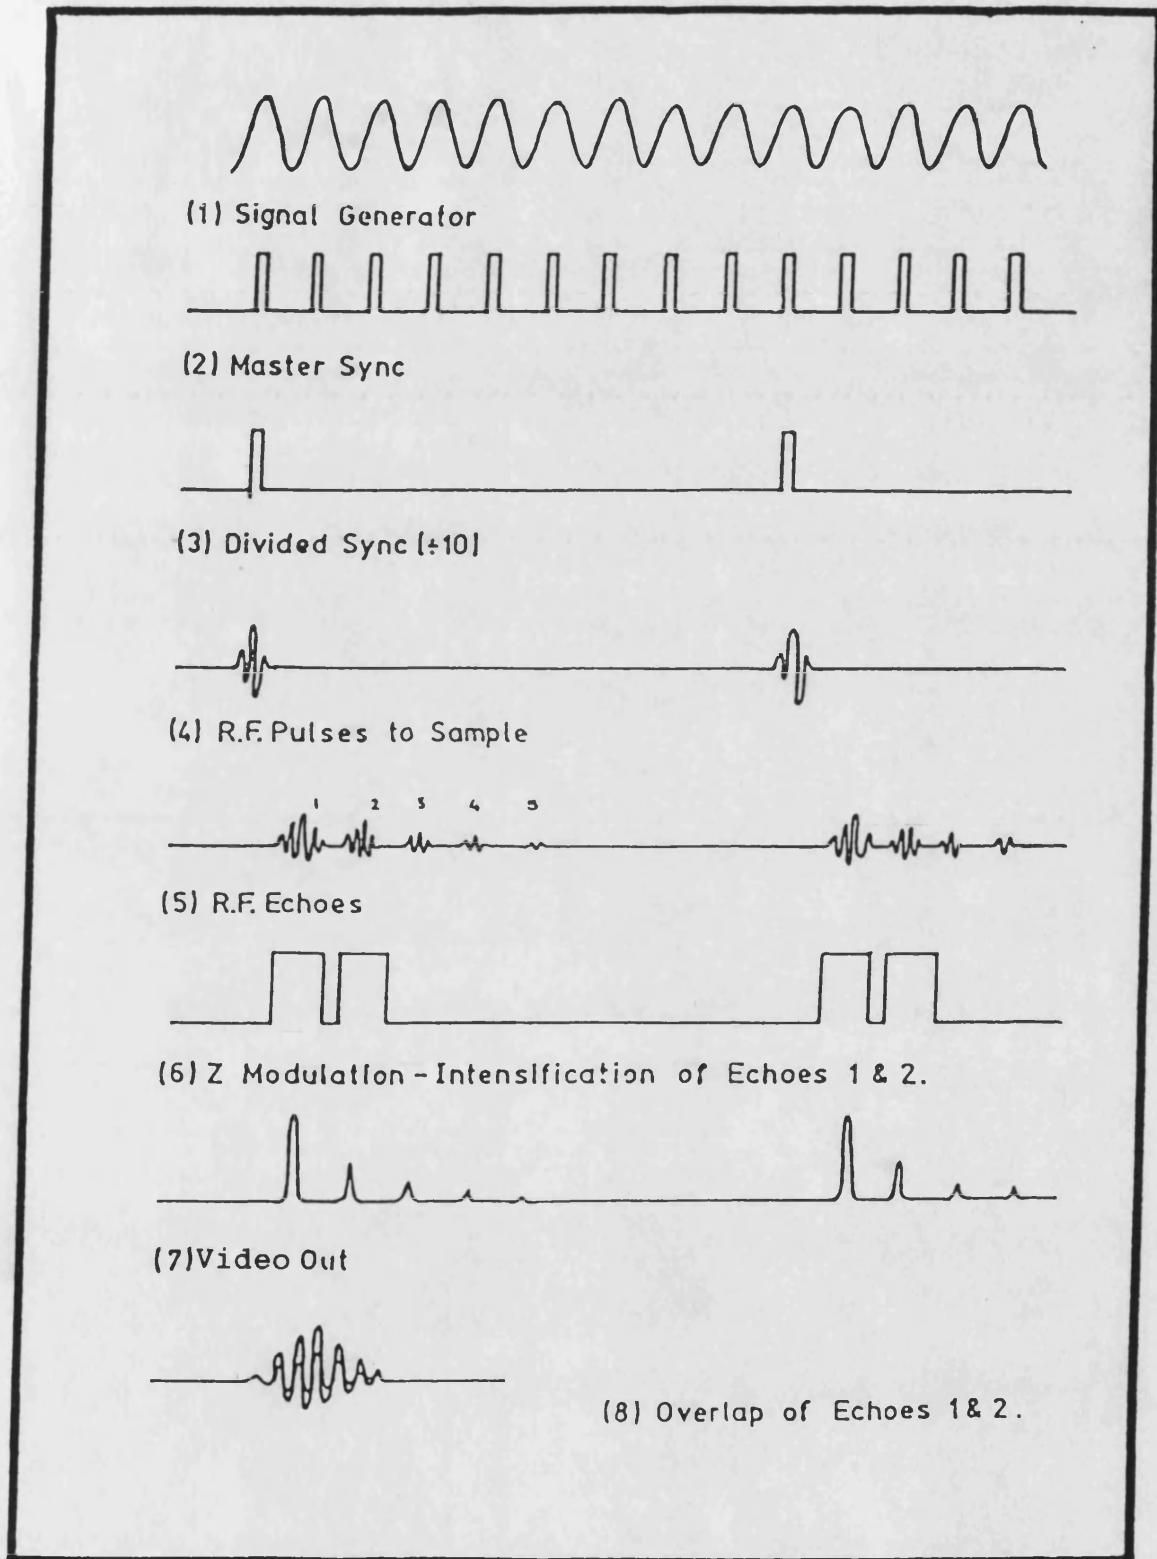 (1) Signal Generator
(2) Master Sync
(3) Divided Sync (÷10)
(4) R.F. Pulses to Sample
1 2 3 4 5
(5) R.F. Echoes
(6) Z Modulation - Intensification of Echoes 1 & 2.
(7) Video Out
(8) Overlap of Echoes 1 & 2.